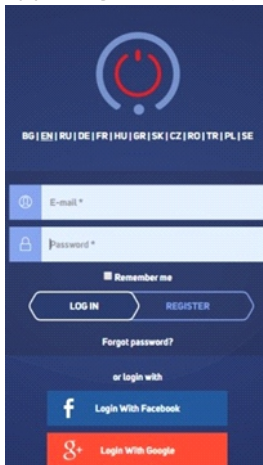 BG | EN | RU | DE | FR | HU | GR | SK | CZ | RO | TR | PL | SE
E-mail *
Password *
Remember me
LOG IN
REGISTER
Forgot password?
or login with
f Login With Facebook
g+ Login With Google